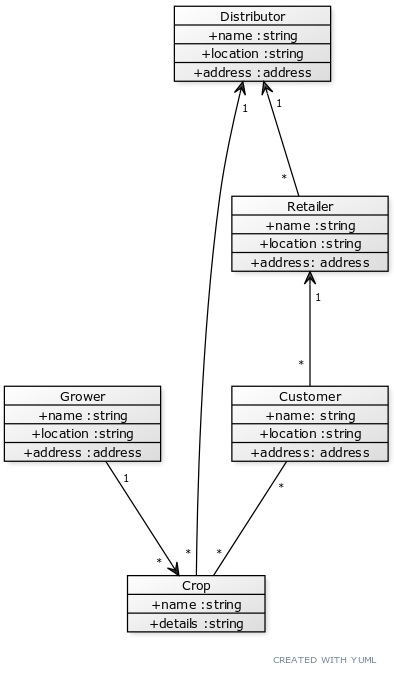 Distributor
+name :string
+location :string
+address :address
1
1
*
Retailer
+name :string
+location :string
+address: address
1
*
Grower
+name :string
+location :string
+address :address
Customer
+name: string
+location :string
+address: address
1
*
*
*
*
Crop
+name :string
+details :string
CREATED WITH YUML